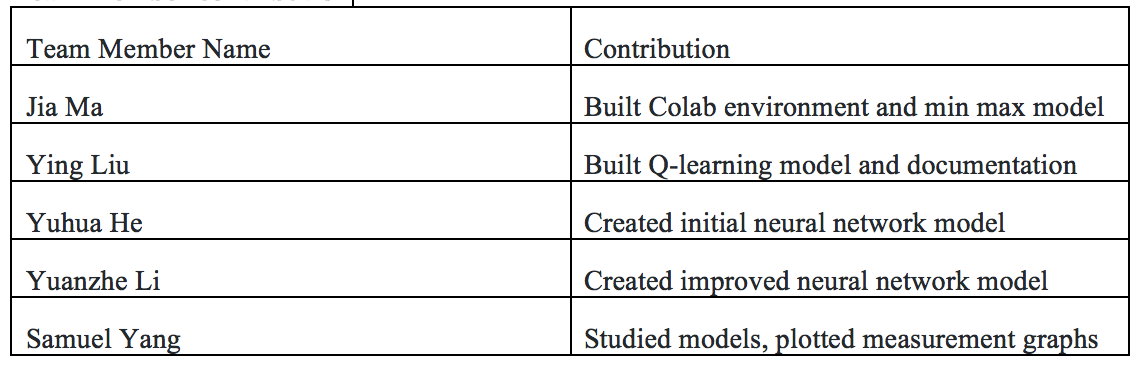 Team Member Name Contribution
Jia Ma Built Colab environment and min max model
Ying Liu Built Q-learning model and documentation
Yuhua He Created initial neural network model
Yuanzhe Li Created improved neural network model
Samuel Yang Studied models, plotted measurement graphs